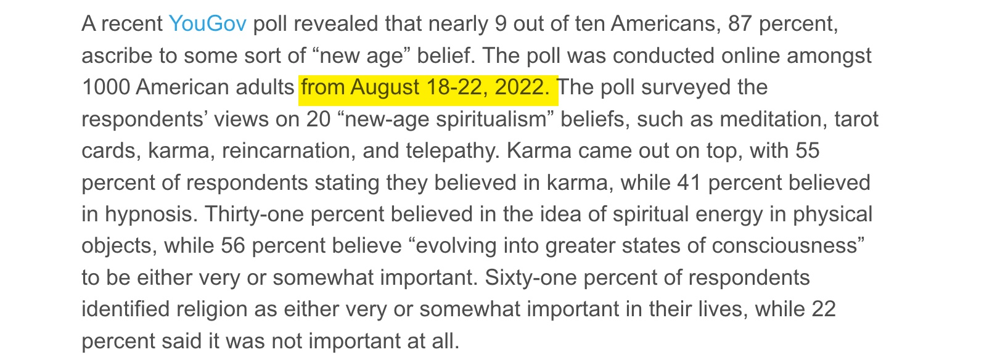 A recent YouGov poll revealed that nearly 9 out of ten Americans, 87 percent,
ascribe to some sort of “new age” belief. The poll was conducted online amongst
1000 American adults from August 18-22, 2022. The poll surveyed the
respondents’ views on 20 “new-age spiritualism” beliefs, such as meditation, tarot
cards, karma, reincarnation, and telepathy. Karma came out on top, with 55
percent of respondents stating they believed in karma, while 41 percent believed
in hypnosis. Thirty-one percent believed in the idea of spiritual energy in physical
objects, while 56 percent believe “evolving into greater states of consciousness”
to be either very or somewhat important. Sixty-one percent of respondents
identified religion as either very or somewhat important in their lives, while 22
percent said it was not important at all.